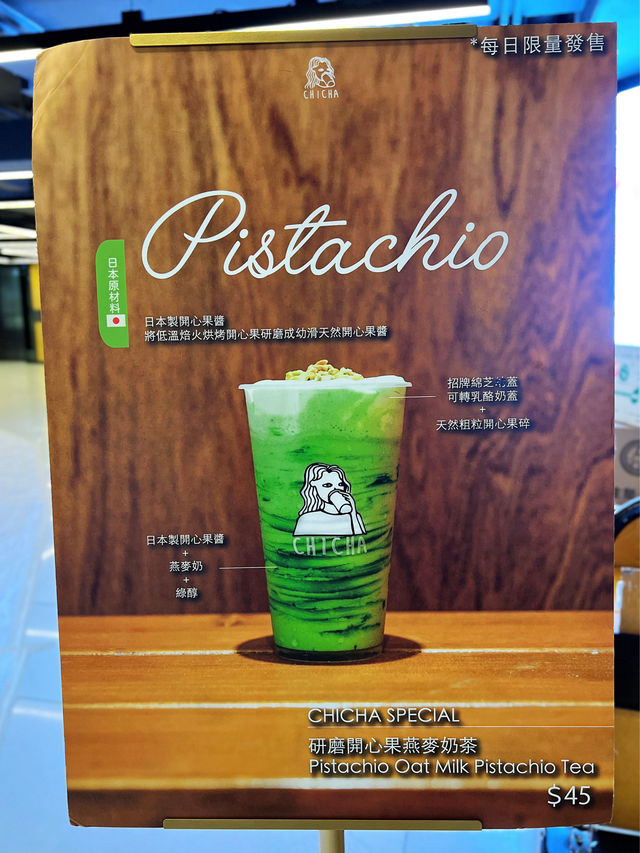 *每日限量發售
CHICHA
Pistachio
日本原材料
日本製開心果醬
將低溫焙火烘烤開心果研磨成幼滑天然開心果醬
招牌綿芝士蓋
可轉乳酪奶蓋
+
天然粗粒開心果碎
CHICHA
日本製開心果醬
+
燕麥奶
+
綠醇
CHICHA SPECIAL
研磨開心果燕麥奶茶
Pistachio Oat Milk Pistachio Tea
$45